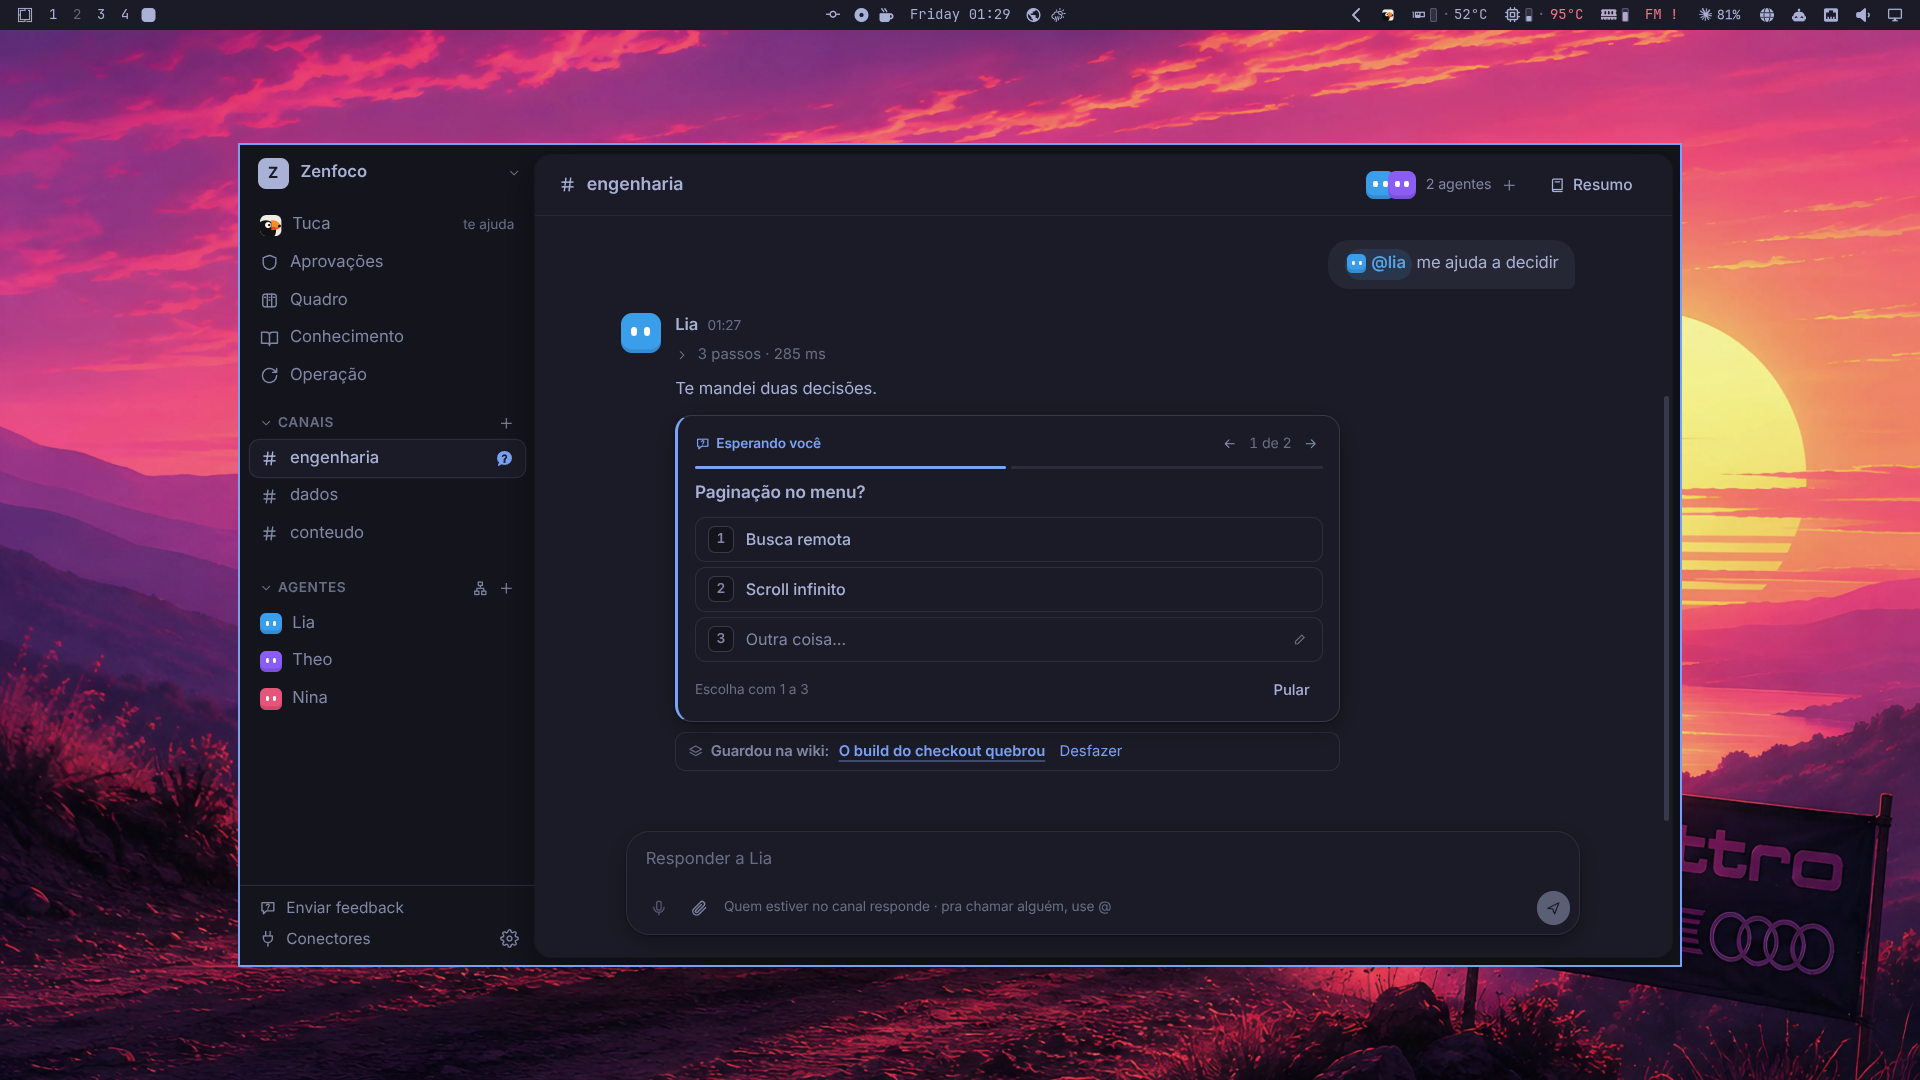 1 2 3 4
Friday 01:29
52°C
95°C
FM !
81%
Z Zenfoco
Tuca te ajuda
Aprovações
Quadro
Conhecimento
Operação
CANAIS
# engenharia
# dados
# conteudo
AGENTES
Lia
Theo
Nina
Enviar feedback
Conectores
# engenharia
2 agentes +
Resumo
@lia me ajuda a decidir
Lia 01:27
3 passos · 285 ms
Te mandei duas decisões.
Esperando você
← 1 de 2 →
Paginação no menu?
1 Busca remota
2 Scroll infinito
3 Outra coisa...
Escolha com 1 a 3
Pular
Guardou na wiki: O build do checkout quebrou Desfazer
Responder a Lia
Quem estiver no canal responde · pra chamar alguém, use @
ttro